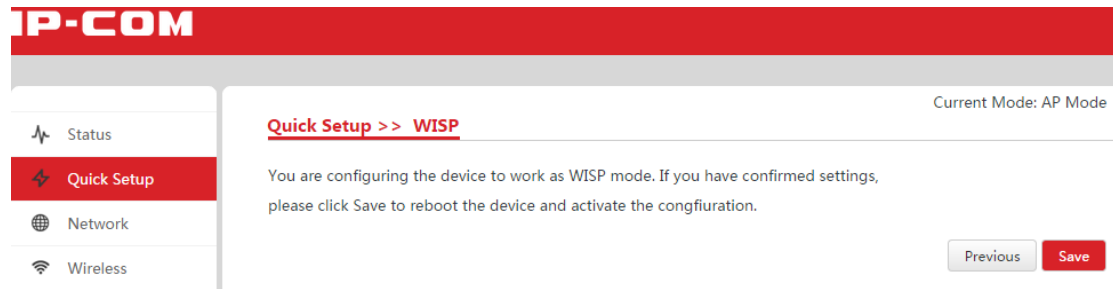 IP-COM
Current Mode: AP Mode
Quick Setup >> WISP
Status
Quick Setup
Network
Wireless
You are configuring the device to work as WISP mode. If you have confirmed settings,
please click Save to reboot the device and activate the congfiuration.
Previous Save